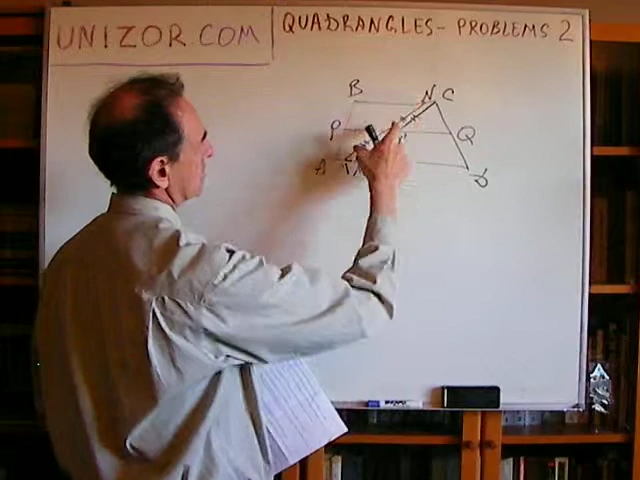 UNIZOR.COM
QUADRANGLES- PROBLEMS 2
B N C
P Q
A D